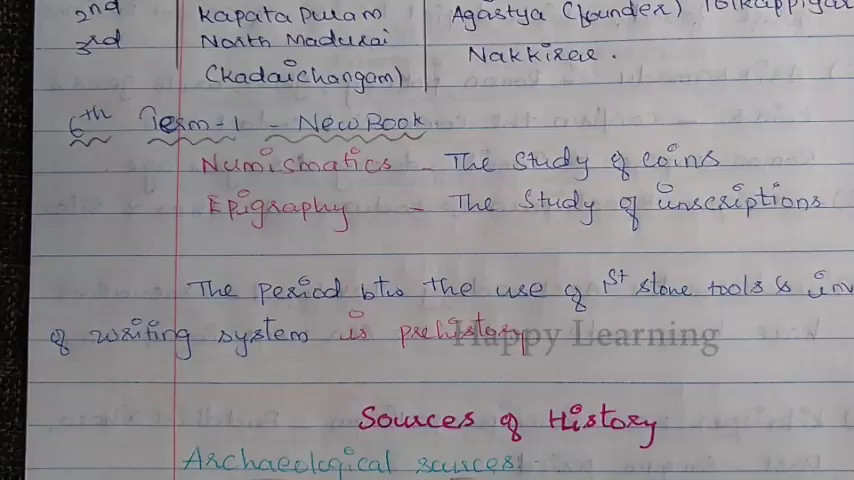 2nd Kapata puram Agastya (founder) Tolkappiyar
3rd North Madurai Nakkirar.
(Kadaichangam)
6th Term-1 - New Book
Numismatics - The study of coins
Epigraphy - The study of inscriptions
The period btw the use of 1st stone tools & inv
of writing system is prehistory
Happy Learning
Sources of History
Archaeological sources: